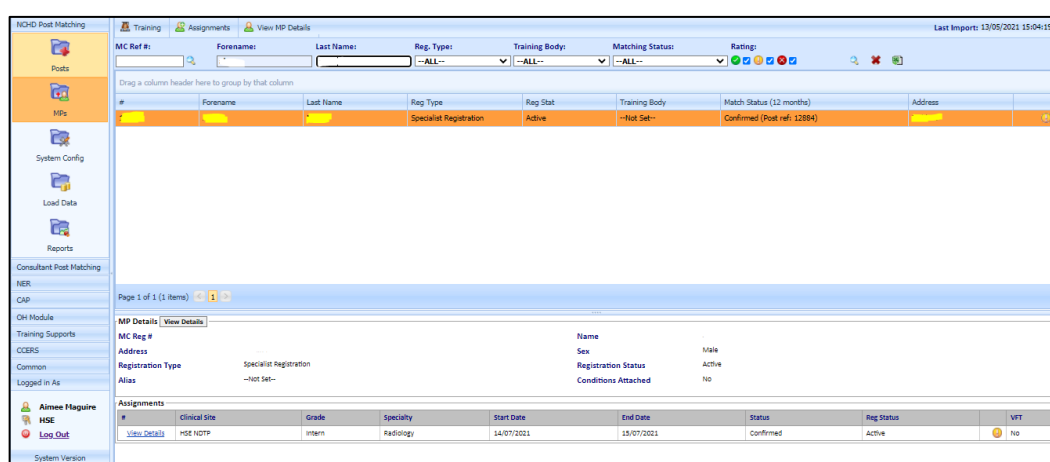 NCHD Post Matching
Posts
MPs
System Config
Load Data
Reports
Consultant Post Matching
NER
CAP
OH Module
Training Supports
CCERS
Common
Logged in As
Aimee Maguire
HSE
Log Out
System Version
Training Assignments View MP Details Last Import: 13/05/2021 15:04:19
MC Ref #: Forename: Last Name: Reg. Type: Training Body: Matching Status: Rating:
--ALL-- --ALL-- --ALL--
Drag a column header here to group by that column
# Forename Last Name Reg Type Reg Stat Training Body Match Status (12 months) Address
Specialist Registration Active --Not Set-- Confirmed (Post ref: 12884)
Page 1 of 1 (1 items) 1
MP Details View Details
MC Reg # Name
Address Sex Male
Registration Type Specialist Registration Registration Status Active
Alias --Not Set-- Conditions Attached No
Assignments
# Clinical Site Grade Specialty Start Date End Date Status Reg Status VFT
View Details HSE NDTP Intern Radiology 14/07/2021 15/07/2021 Confirmed Active No